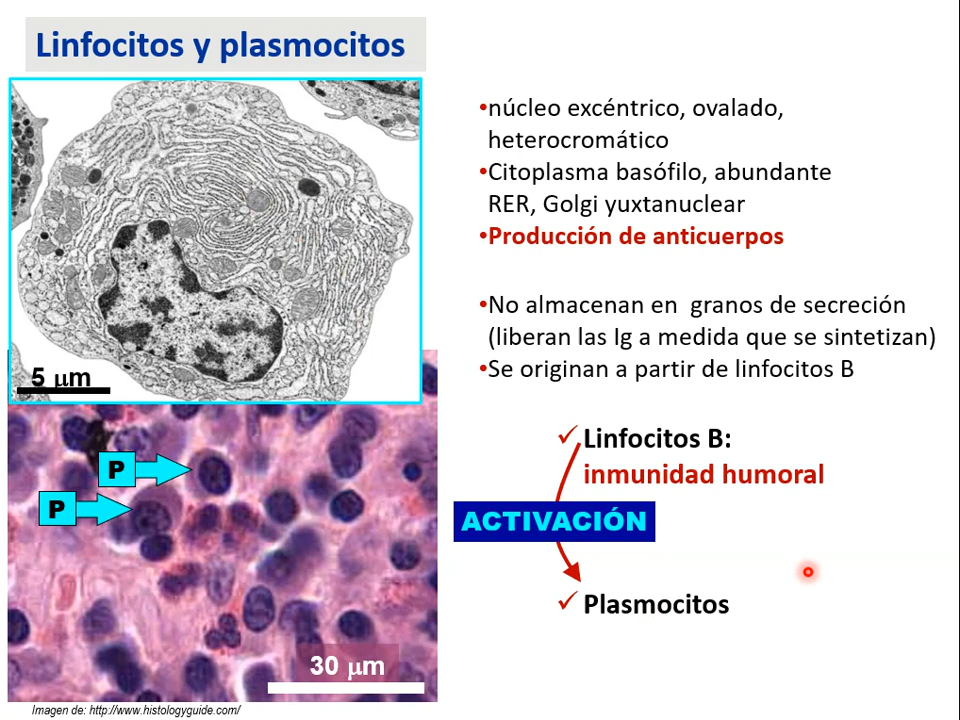 Linfocitos y plasmocitos
•núcleo excéntrico, ovalado,
heterocromático
•Citoplasma basófilo, abundante
RER, Golgi yuxtanuclear
•Producción de anticuerpos
•No almacenan en granos de secreción
(liberan las Ig a medida que se sintetizan)
•Se originan a partir de linfocitos B
5 μm
✓Linfocitos B:
inmunidad humoral
P
P
ACTIVACIÓN
✓Plasmocitos
30 μm
Imagen de: http://www.histologyguide.com/